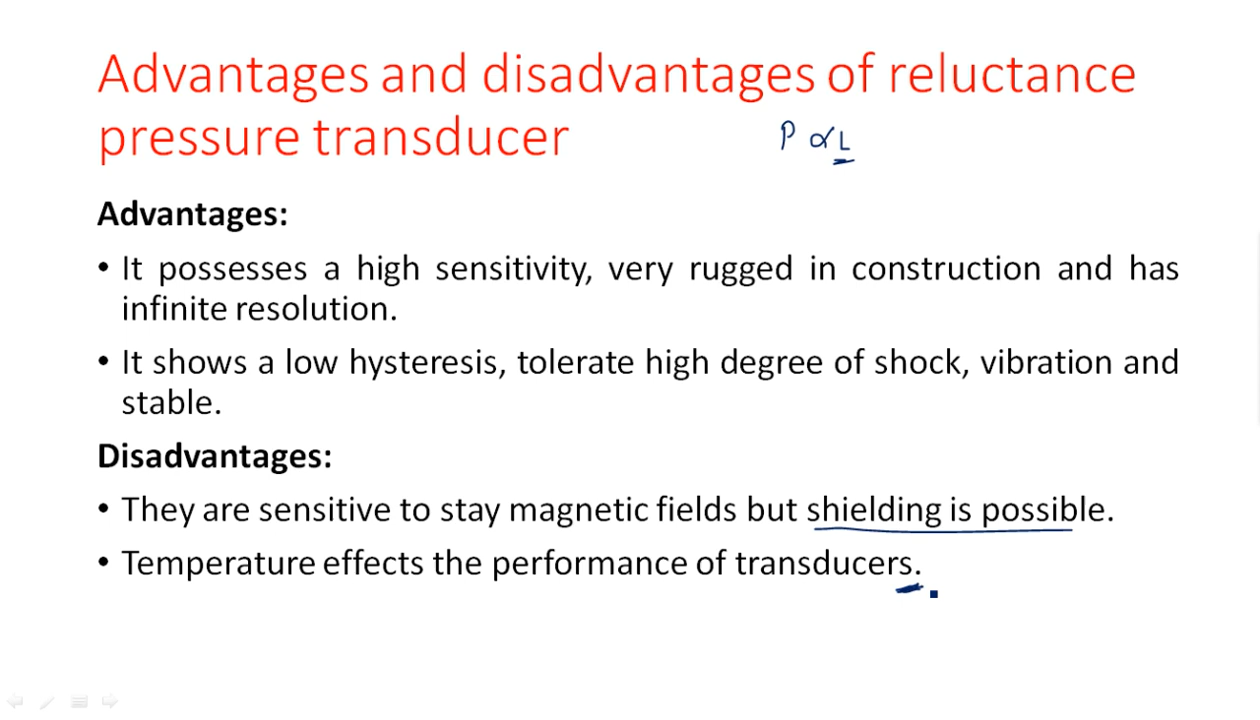 Advantages and disadvantages of reluctance
pressure transducer
P ∝ L
Advantages:
• It possesses a high sensitivity, very rugged in construction and has
infinite resolution.
• It shows a low hysteresis, tolerate high degree of shock, vibration and
stable.
Disadvantages:
• They are sensitive to stay magnetic fields but shielding is possible.
• Temperature effects the performance of transducers.